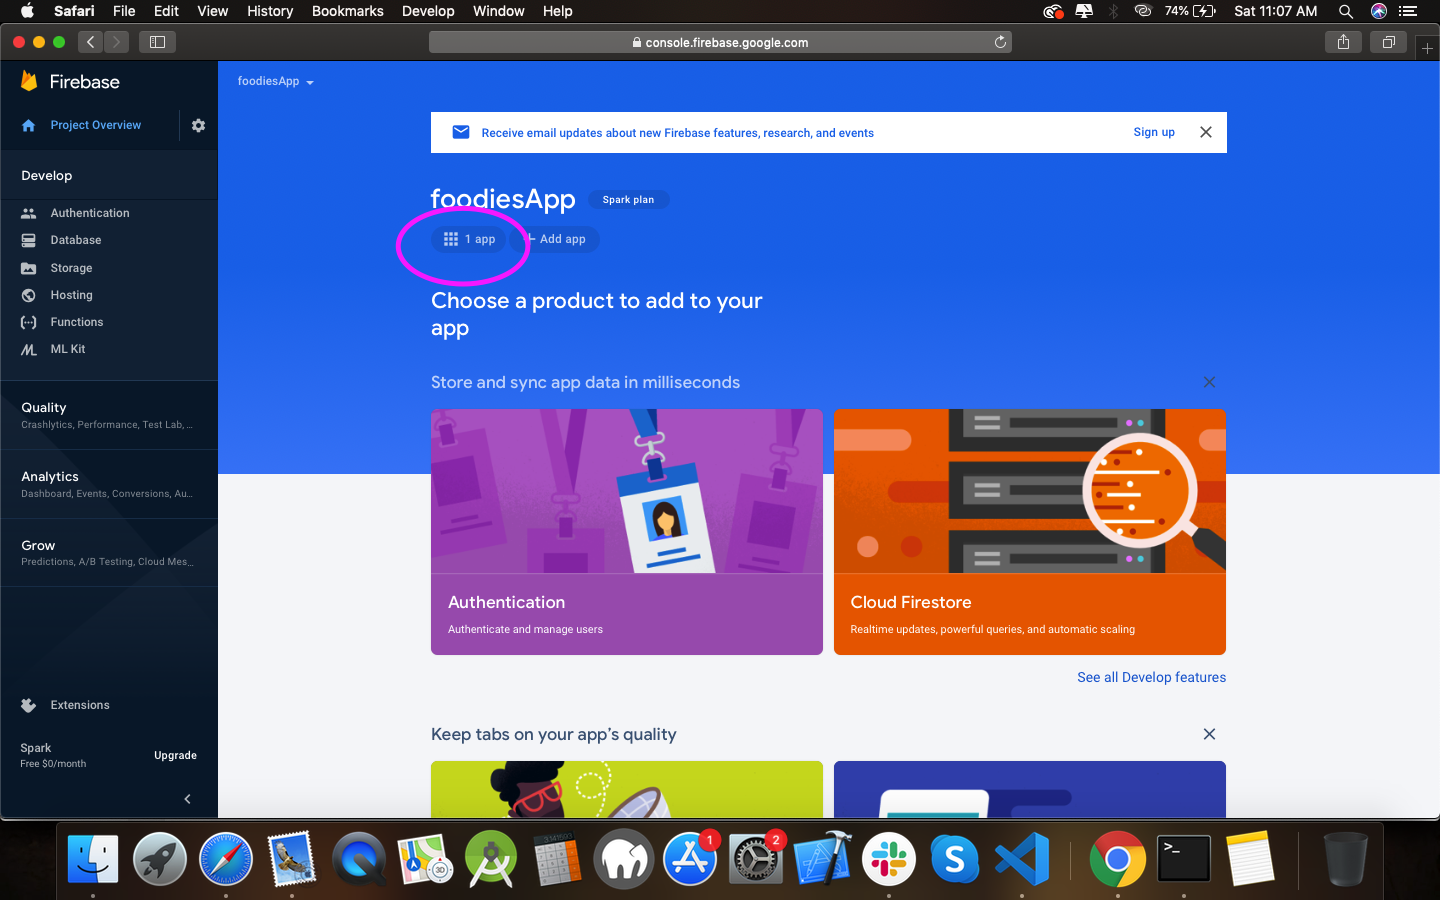 Safari File Edit View History Bookmarks Develop Window Help 74% Sat 11:07 AM
console.firebase.google.com
Firebase
foodiesApp
Project Overview
Receive email updates about new Firebase features, research, and events Sign up
Develop
foodiesApp Spark plan
Authentication
Database
1 app + Add app
Storage
Hosting
Choose a product to add to your
app
Functions
ML Kit
Store and sync app data in milliseconds
Quality
Crashlytics, Performance, Test Lab, ...
Analytics
Dashboard, Events, Conversions, Au...
Grow
Predictions, A/B Testing, Cloud Mes...
Authentication
Authenticate and manage users
Cloud Firestore
Realtime updates, powerful queries, and automatic scaling
See all Develop features
Extensions
Keep tabs on your app's quality
Spark
Free $0/month
Upgrade
1
2
3D
S
>_